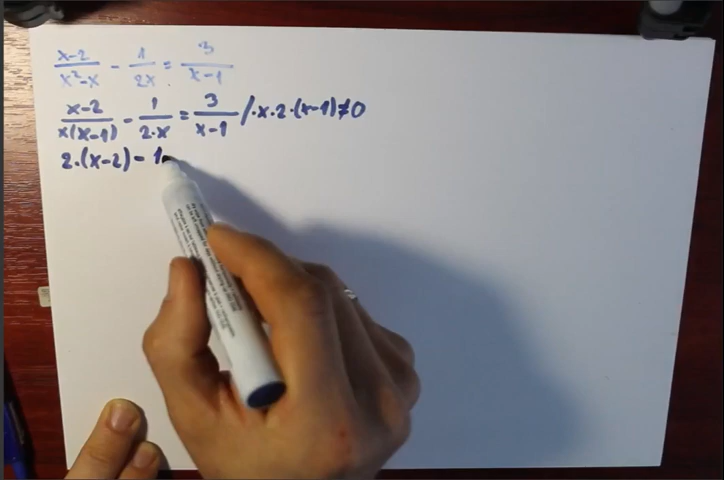 x-2/x²-x - 1/2x = 3/x-1
x-2/x(x-1) - 1/2·x = 3/x-1 /·x·2·(x-1)≠0
2·(x-2) - 1·